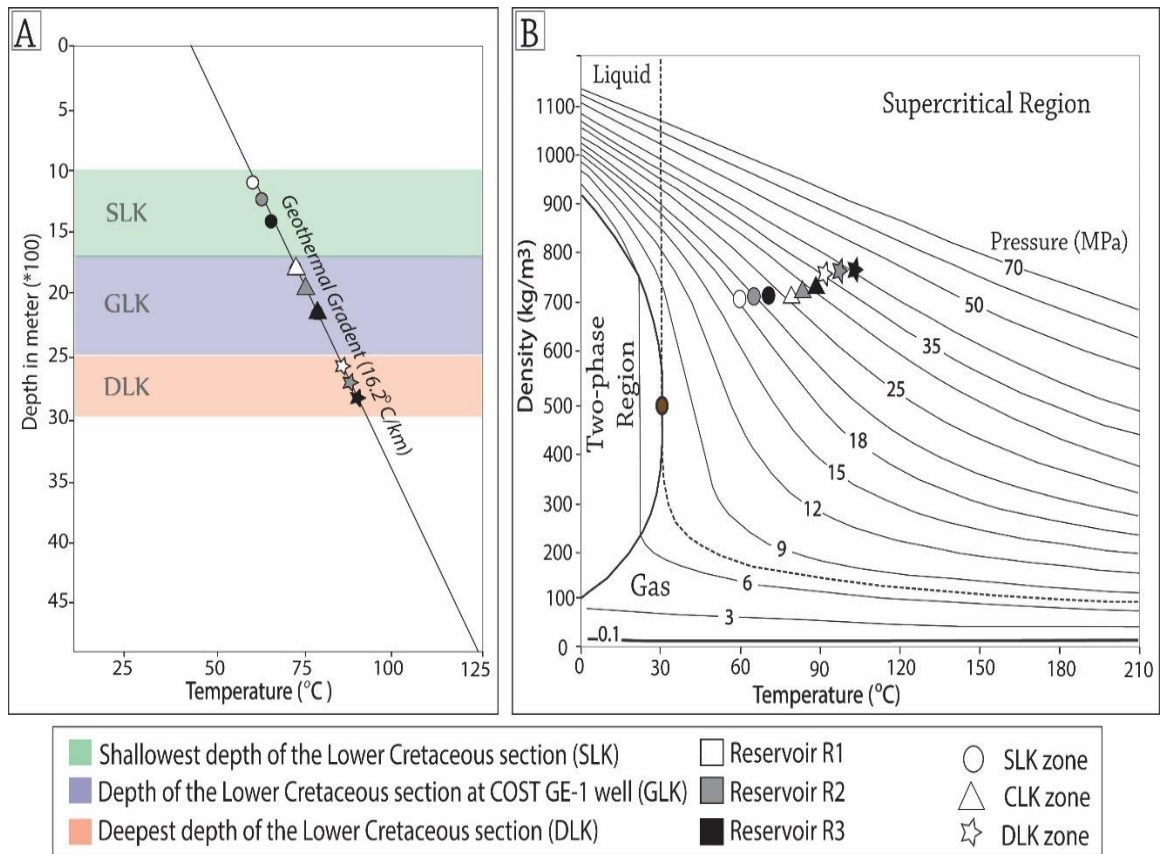 A
0
5
10
15
20
25
30
35
40
45
Depth in meter (*100)
SLK
GLK
DLK
Geothermal Gradent (16.2°C/km)
25
50
75
100
125
Temperature (°C )
B
Liquid
Supercritical Region
1100
1000
900
800
700
600
500
400
300
200
100
0
Density (kg/m3)
Two-phase
Region
Pressure (MPa)
70
50
35
25
18
15
12
9
6
Gas
3
0.1
0
30
60
90
120
150
180
210
Temperature (°C)
Shallowest depth of the Lower Cretaceous section (SLK)
Depth of the Lower Cretaceous section at COST GE-1 well (GLK)
Deepest depth of the Lower Cretaceous section (DLK)
Reservoir R1
Reservoir R2
Reservoir R3
SLK zone
CLK zone
DLK zone